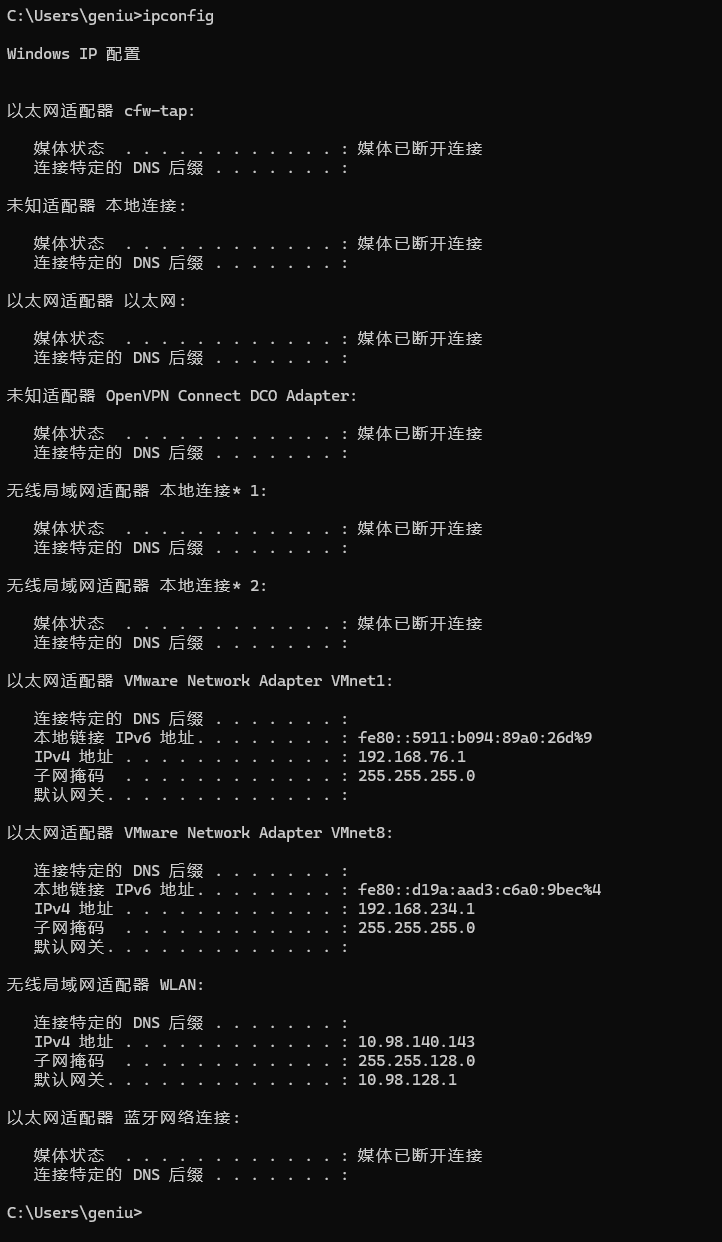 C:\Users\geniu>ipconfig
Windows IP 配置
以太网适配器 cfw-tap:
媒体状态 . . . . . . . . . . . . : 媒体已断开连接
连接特定的 DNS 后缀 . . . . . . . :
未知适配器 本地连接:
媒体状态 . . . . . . . . . . . . : 媒体已断开连接
连接特定的 DNS 后缀 . . . . . . . :
以太网适配器 以太网:
媒体状态 . . . . . . . . . . . . : 媒体已断开连接
连接特定的 DNS 后缀 . . . . . . . :
未知适配器 OpenVPN Connect DCO Adapter:
媒体状态 . . . . . . . . . . . . : 媒体已断开连接
连接特定的 DNS 后缀 . . . . . . . :
无线局域网适配器 本地连接* 1:
媒体状态 . . . . . . . . . . . . : 媒体已断开连接
连接特定的 DNS 后缀 . . . . . . . :
无线局域网适配器 本地连接* 2:
媒体状态 . . . . . . . . . . . . : 媒体已断开连接
连接特定的 DNS 后缀 . . . . . . . :
以太网适配器 VMware Network Adapter VMnet1:
连接特定的 DNS 后缀 . . . . . . . :
本地链接 IPv6 地址. . . . . . . . : fe80::5911:b094:89a0:26d%9
IPv4 地址 . . . . . . . . . . . . : 192.168.76.1
子网掩码 . . . . . . . . . . . . : 255.255.255.0
默认网关. . . . . . . . . . . . . :
以太网适配器 VMware Network Adapter VMnet8:
连接特定的 DNS 后缀 . . . . . . . :
本地链接 IPv6 地址. . . . . . . . : fe80::d19a:aad3:c6a0:9bec%4
IPv4 地址 . . . . . . . . . . . . : 192.168.234.1
子网掩码 . . . . . . . . . . . . : 255.255.255.0
默认网关. . . . . . . . . . . . . :
无线局域网适配器 WLAN:
连接特定的 DNS 后缀 . . . . . . . :
IPv4 地址 . . . . . . . . . . . . : 10.98.140.143
子网掩码 . . . . . . . . . . . . : 255.255.128.0
默认网关. . . . . . . . . . . . . : 10.98.128.1
以太网适配器 蓝牙网络连接:
媒体状态 . . . . . . . . . . . . : 媒体已断开连接
连接特定的 DNS 后缀 . . . . . . . :
C:\Users\geniu>